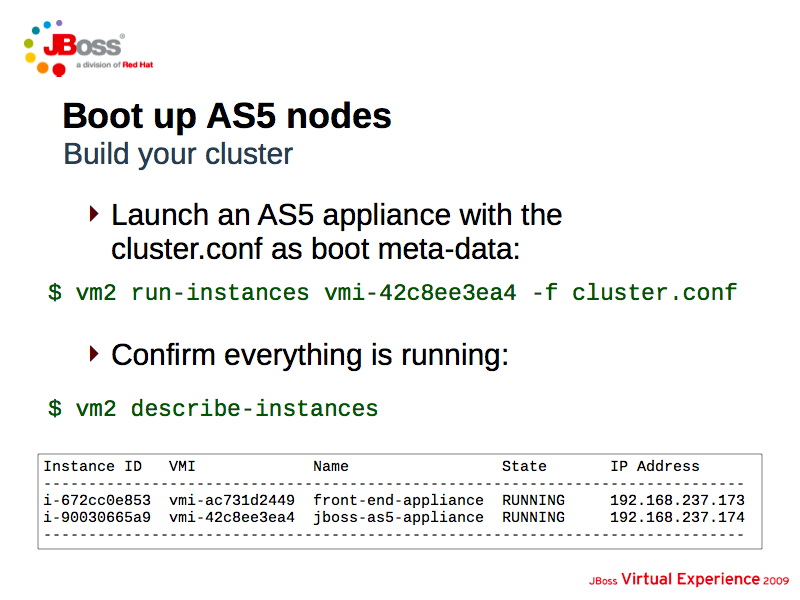 JBoss®
a division of Red Hat
Boot up AS5 nodes
Build your cluster
Launch an AS5 appliance with the
cluster.conf as boot meta-data:
$ vm2 run-instances vmi-42c8ee3ea4 -f cluster.conf
Confirm everything is running:
$ vm2 describe-instances
Instance ID VMI Name State IP Address
------------------------------------------------------------------------------
i-672cc0e853 vmi-ac731d2449 front-end-appliance RUNNING 192.168.237.173
i-90030665a9 vmi-42c8ee3ea4 jboss-as5-appliance RUNNING 192.168.237.174
------------------------------------------------------------------------------
JBoss Virtual Experience 2009